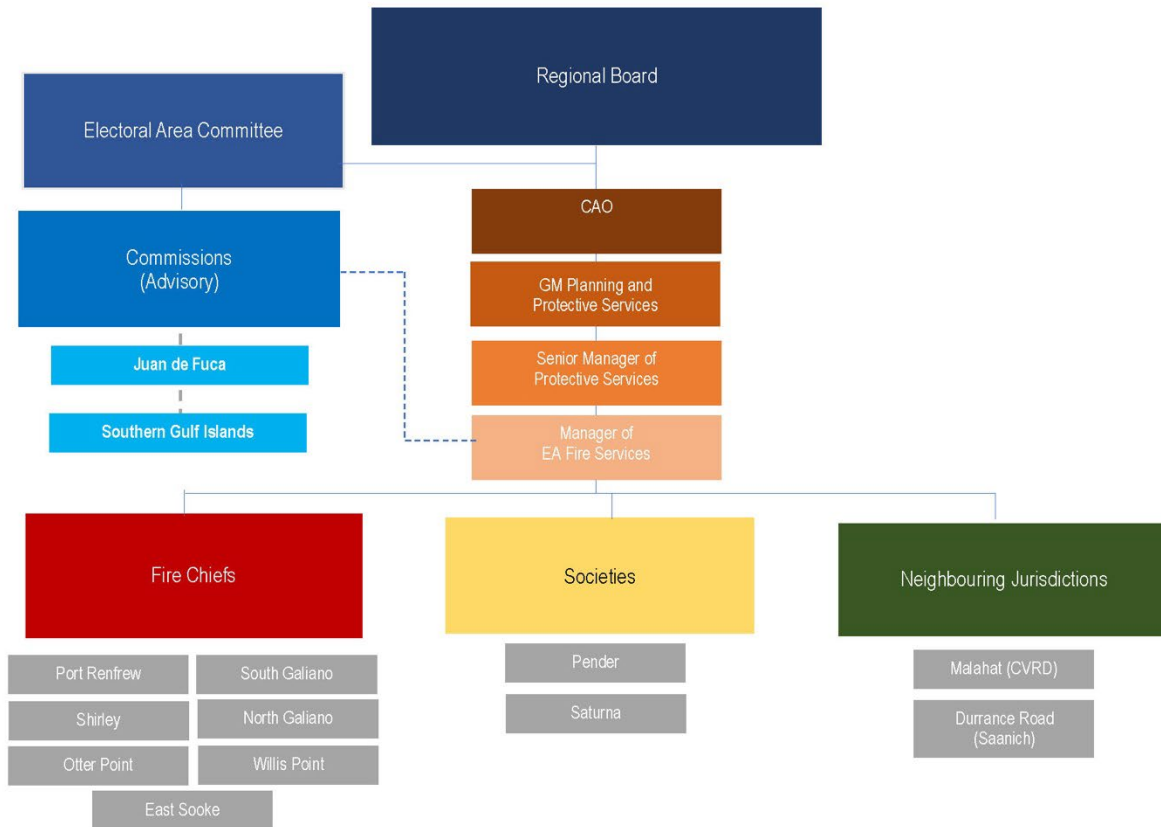 Regional Board
Electoral Area Committee
CAO
Commissions
(Advisory)
GM Planning and
Protective Services
Juan de Fuca
Senior Manager of
Protective Services
Southern Gulf Islands
Manager of
EA Fire Services
Fire Chiefs
Societies
Neighbouring Jurisdictions
Port Renfrew
South Galiano
Shirley
North Galiano
Otter Point
Willis Point
East Sooke
Pender
Saturna
Malahat (CVRD)
Durrance Road
(Saanich)